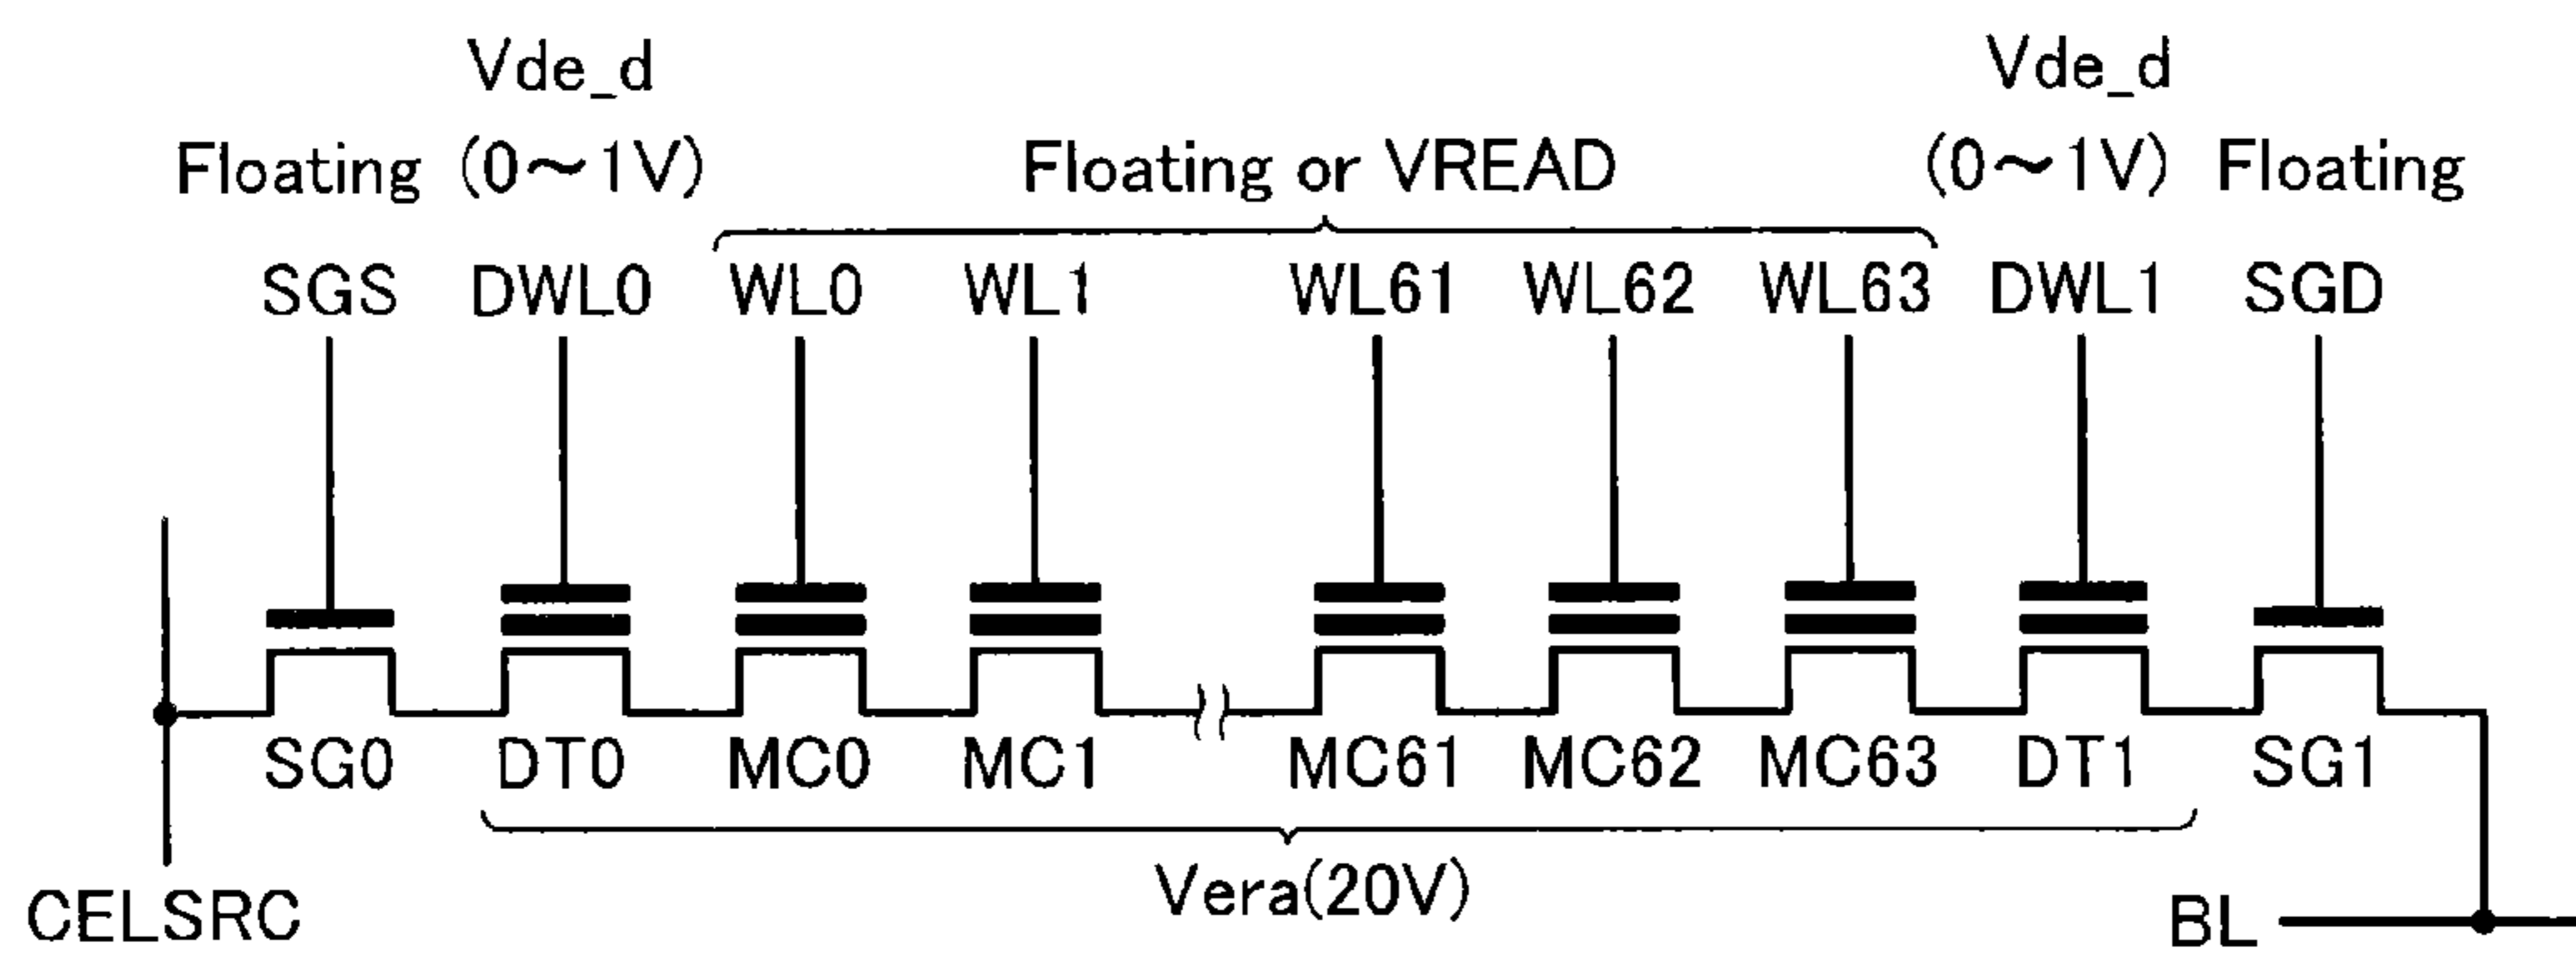 Vde_d Vde_d
Floating (0～1V) Floating or VREAD (0～1V) Floating
SGS DWL0 WL0 WL1 WL61 WL62 WL63 DWL1 SGD
SG0 DT0 MC0 MC1 MC61 MC62 MC63 DT1 SG1
Vera(20V)
CELSRC BL